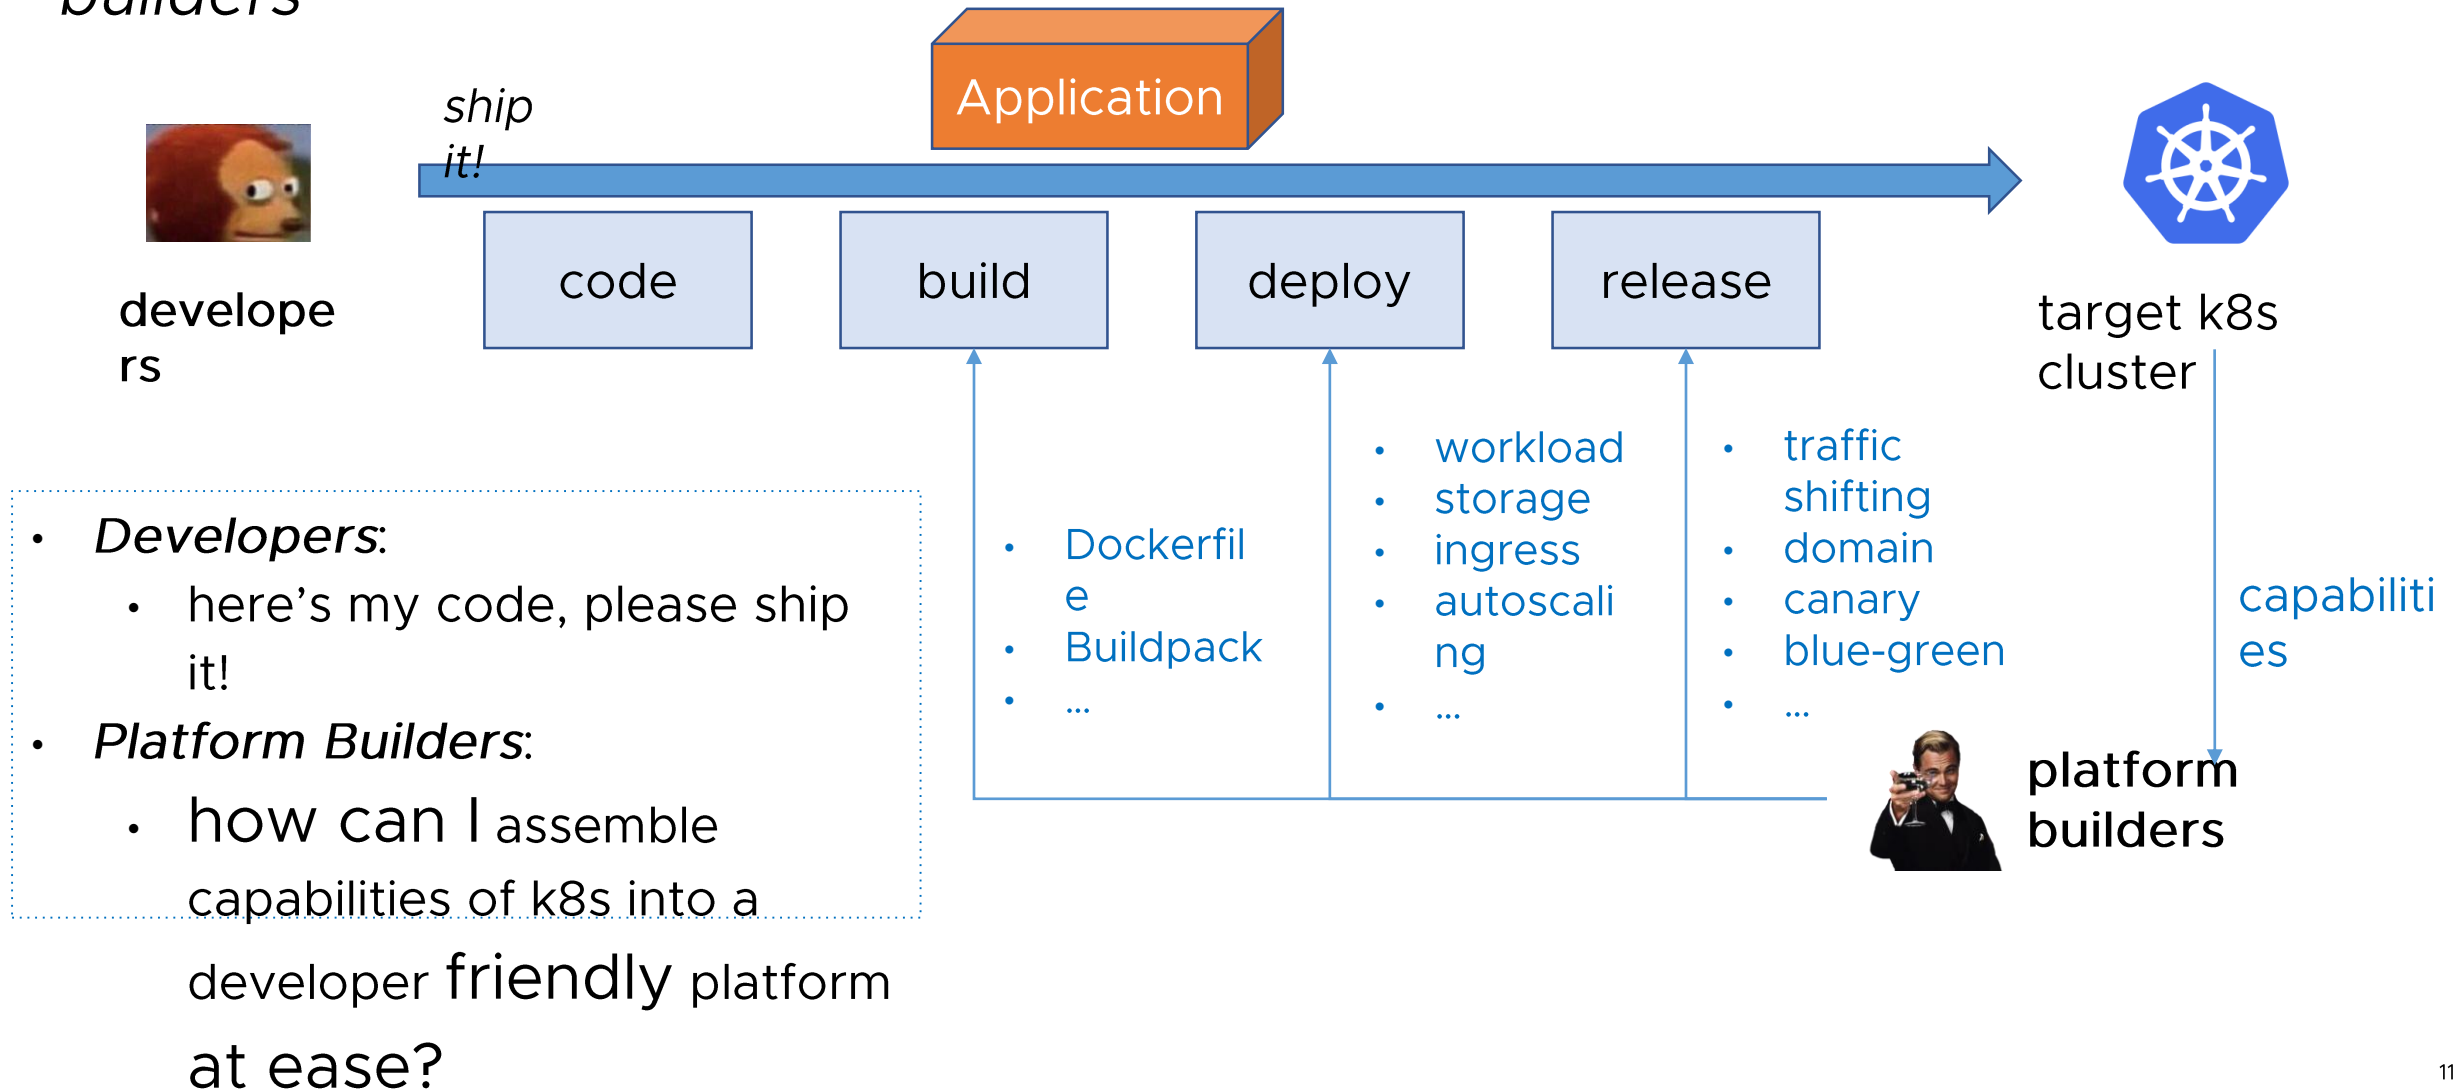 builders
ship
it!
Application
develope
rs
code
build
deploy
release
target k8s
cluster
• Developers:
• here’s my code, please ship
it!
• Platform Builders:
• how can I assemble
capabilities of k8s into a
developer friendly platform
at ease?
• Dockerfil
e
• Buildpack
• ...
• workload
• storage
• ingress
• autoscali
ng
• ...
• traffic
shifting
• domain
• canary
• blue-green
• ...
capabiliti
es
platform
builders
11